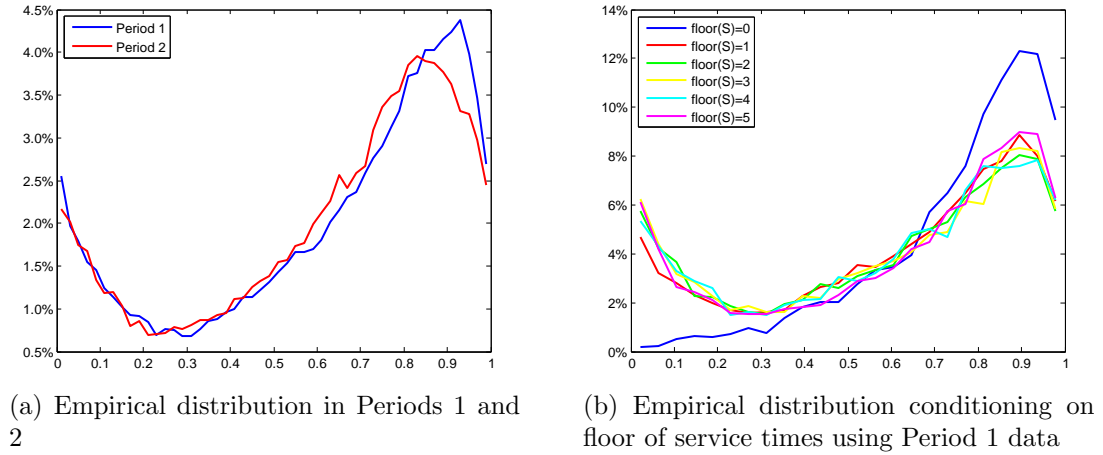 4.5%
4.0%
3.5%
3.0%
2.5%
2.0%
1.5%
1.0%
0.5%
0 0.1 0.2 0.3 0.4 0.5 0.6 0.7 0.8 0.9 1
Period 1
Period 2
(a) Empirical distribution in Periods 1 and
2
14%
12%
10%
8%
6%
4%
2%
0%
0 0.1 0.2 0.3 0.4 0.5 0.6 0.7 0.8 0.9 1
floor(S)=0
floor(S)=1
floor(S)=2
floor(S)=3
floor(S)=4
floor(S)=5
(b) Empirical distribution conditioning on
floor of service times using Period 1 data